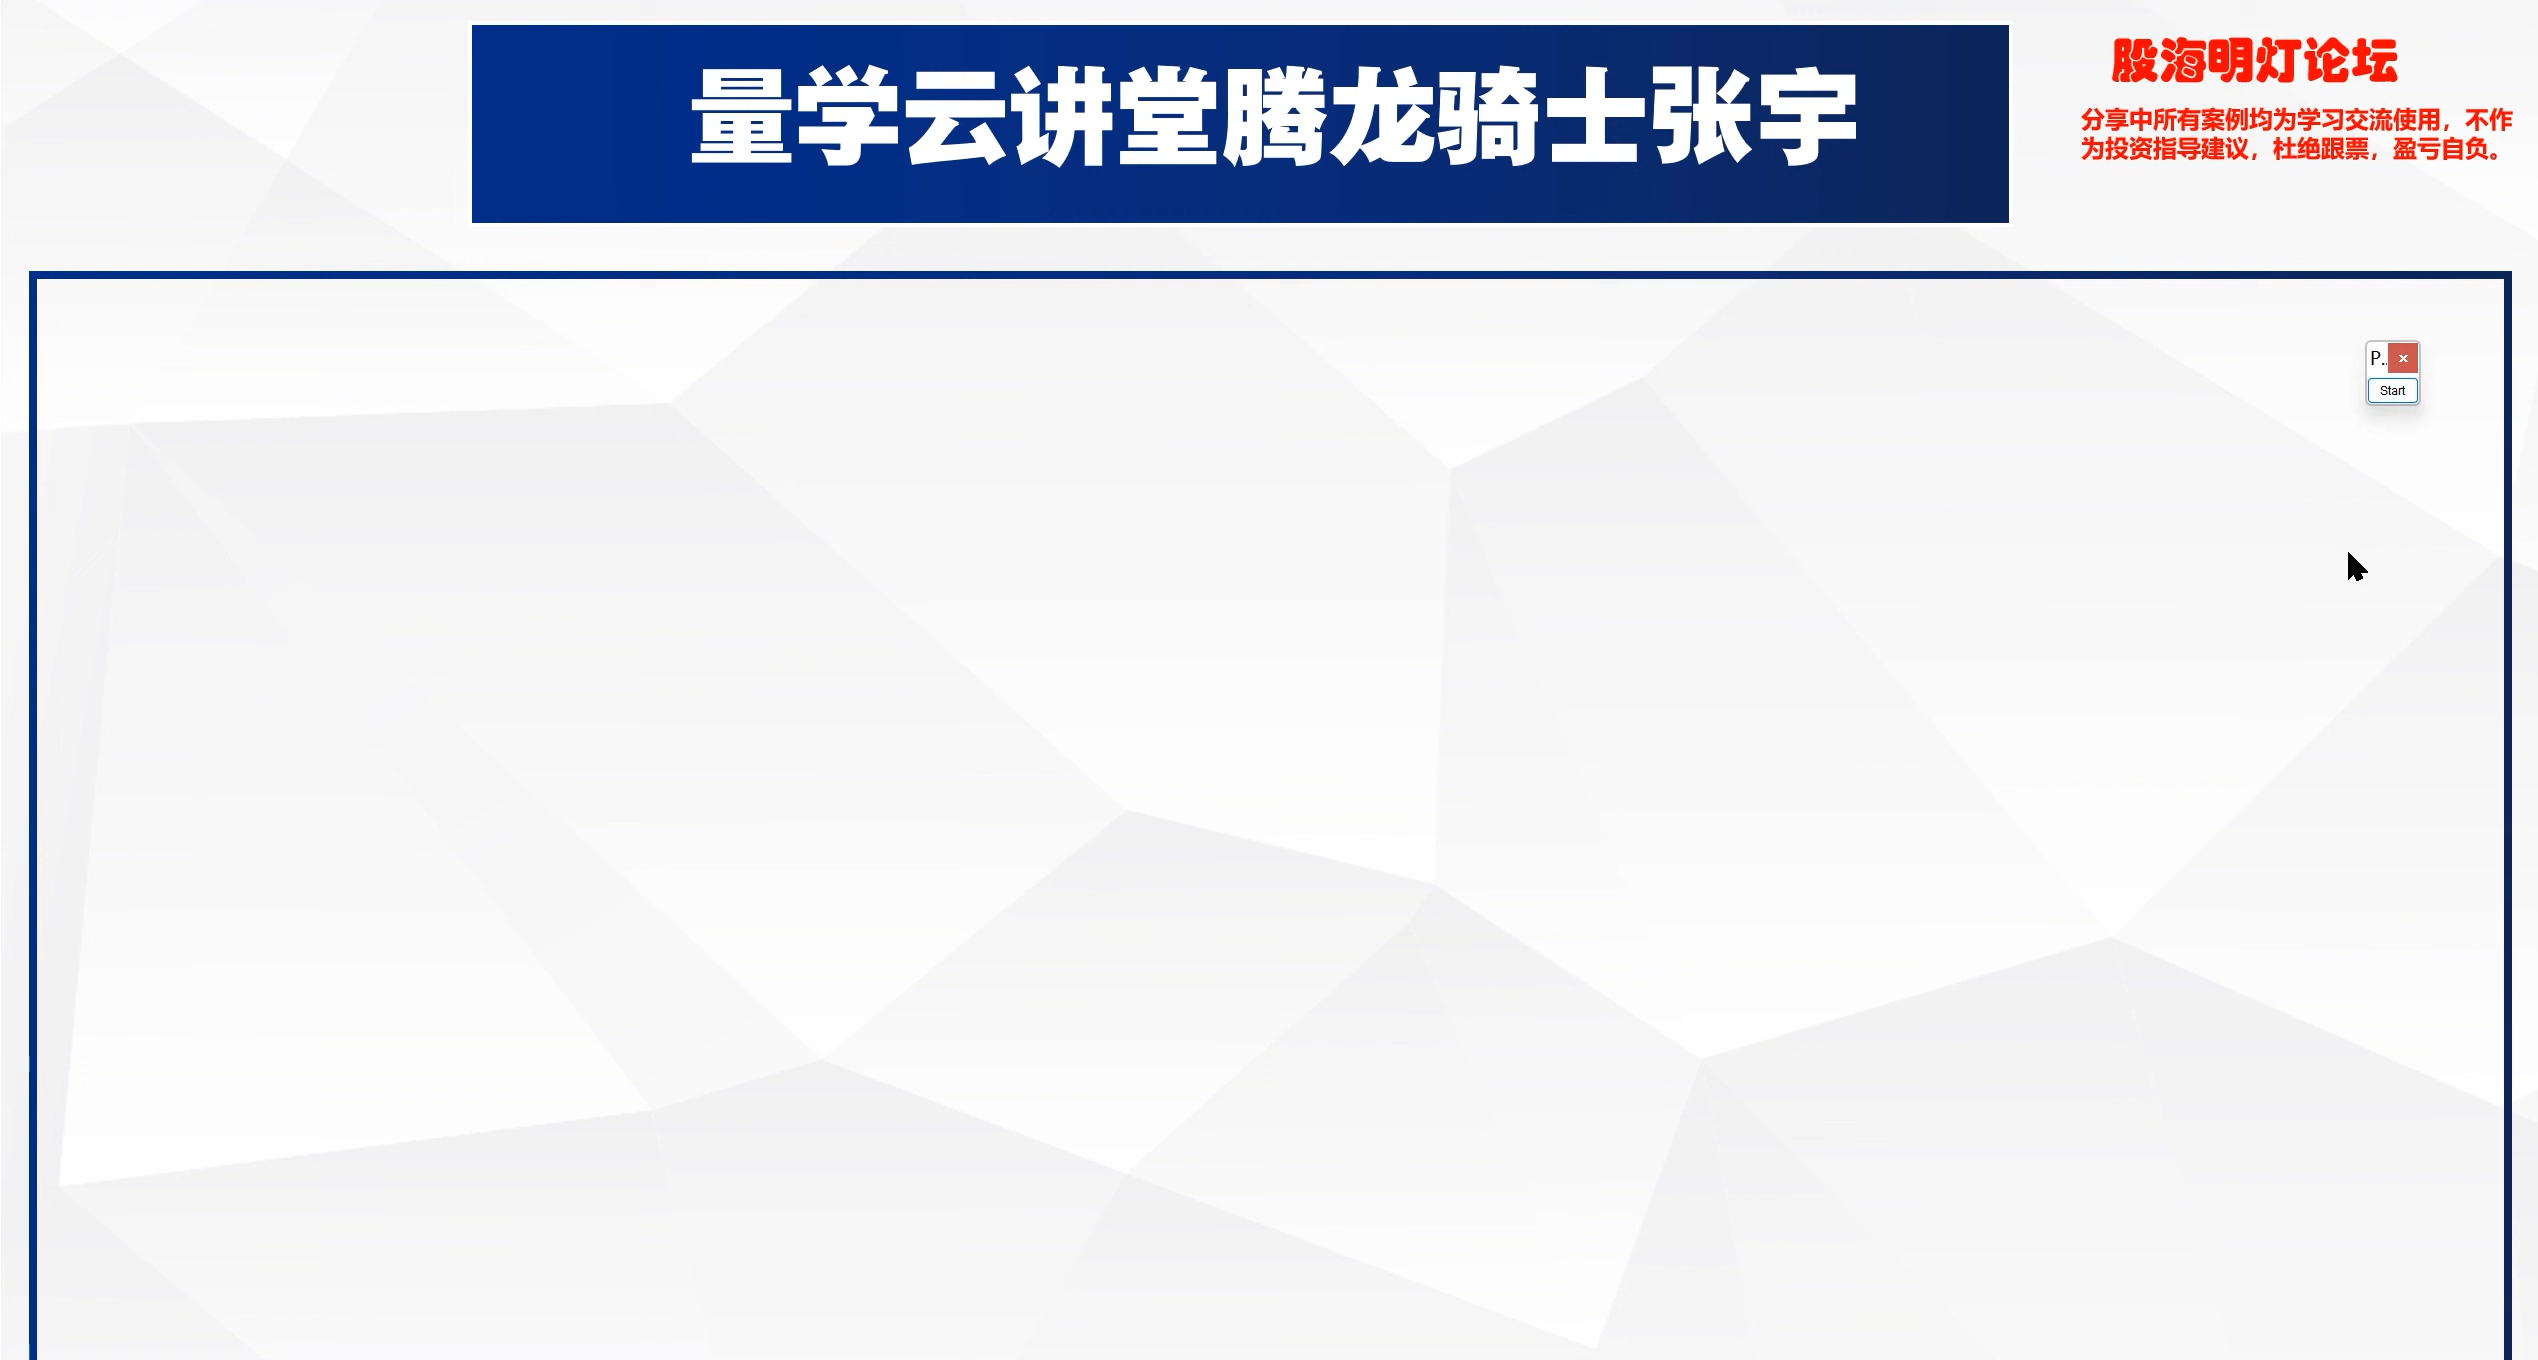 量学云讲堂腾龙骑士张宇
股海明灯论坛
分享中所有案例均为学习交流使用，不作
为投资指导建议，杜绝跟票，盈亏自负。
P..
Start